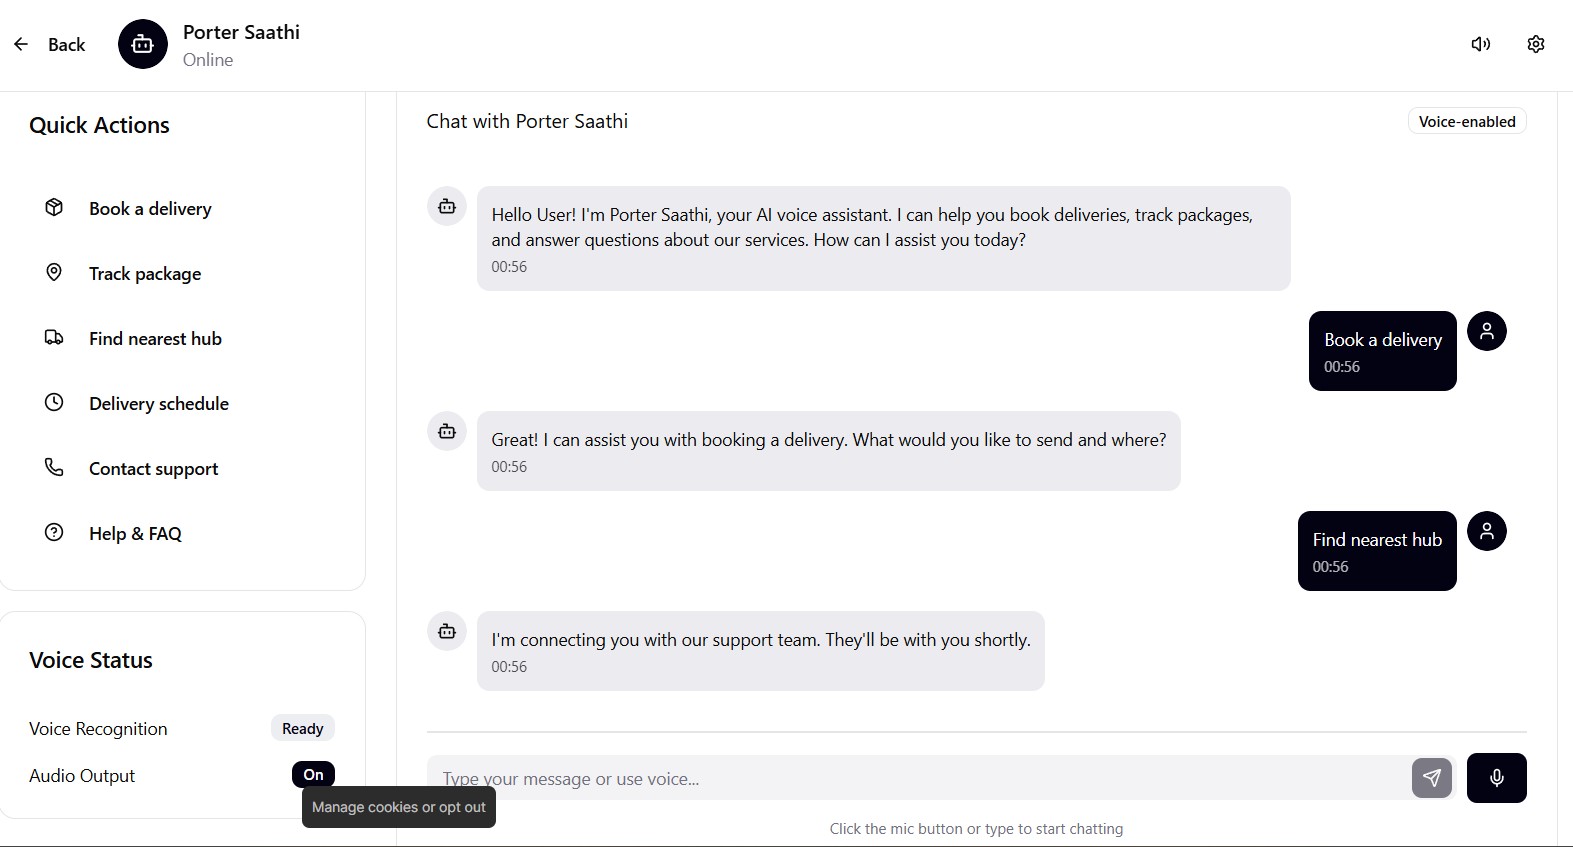 Back
Porter Saathi
Online
Quick Actions
Book a delivery
Track package
Find nearest hub
Delivery schedule
Contact support
Help & FAQ
Voice Status
Voice Recognition
Ready
Audio Output
On
Manage cookies or opt out
Chat with Porter Saathi
Voice-enabled
Hello User! I'm Porter Saathi, your AI voice assistant. I can help you book deliveries, track packages,
and answer questions about our services. How can I assist you today?
00:56
Book a delivery
00:56
Great! I can assist you with booking a delivery. What would you like to send and where?
00:56
Find nearest hub
00:56
I'm connecting you with our support team. They'll be with you shortly.
00:56
Type your message or use voice...
Click the mic button or type to start chatting